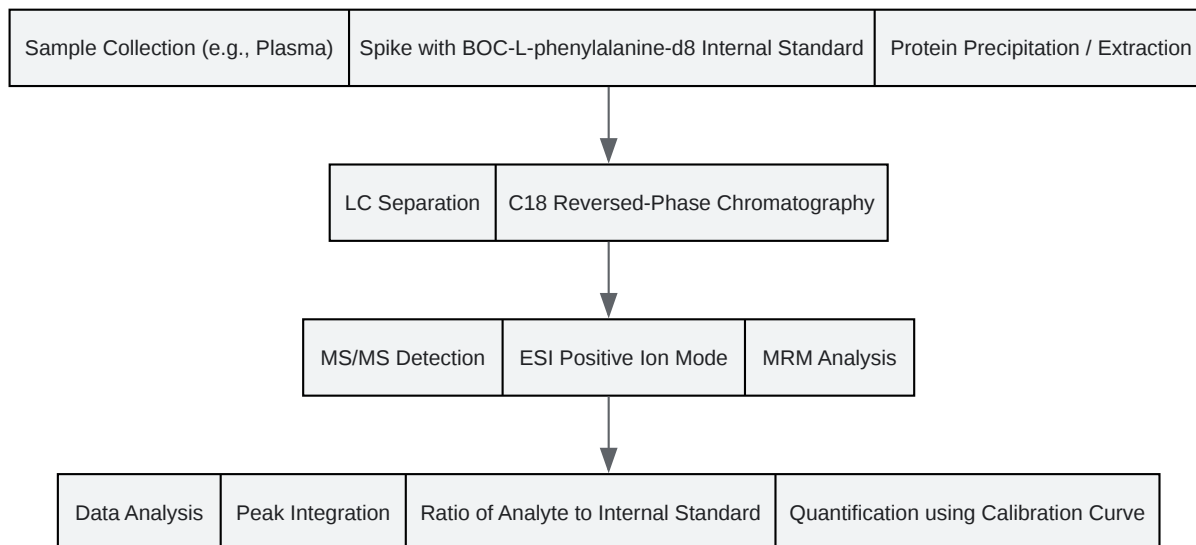 Sample Collection (e.g., Plasma)
Spike with BOC-L-phenylalanine-d8 Internal Standard
Protein Precipitation / Extraction
LC Separation
C18 Reversed-Phase Chromatography
MS/MS Detection
ESI Positive Ion Mode
MRM Analysis
Data Analysis
Peak Integration
Ratio of Analyte to Internal Standard
Quantification using Calibration Curve